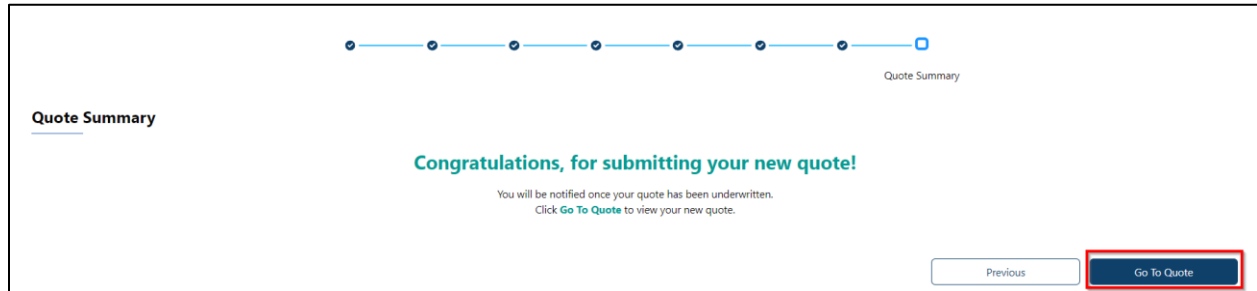 Quote Summary
Quote Summary
Congratulations, for submitting your new quote!
You will be notified once your quote has been underwritten.
Click Go To Quote to view your new quote.
Previous
Go To Quote